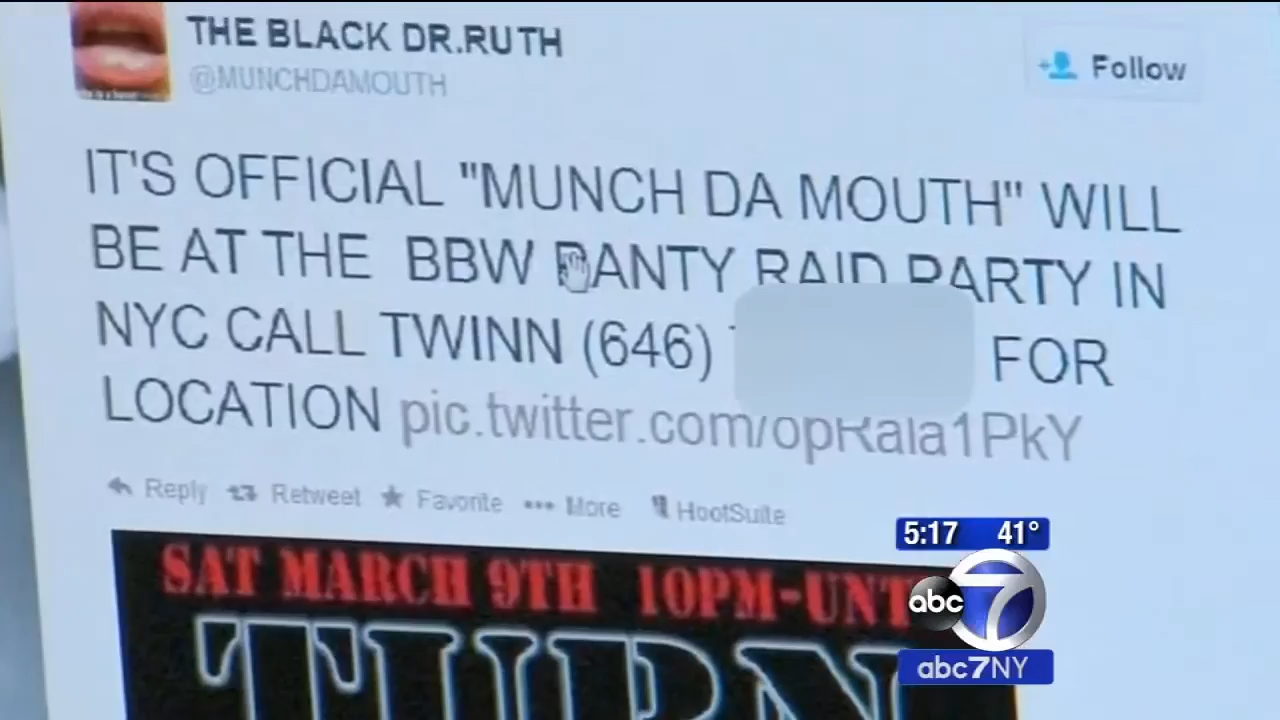 THE BLACK DR.RUTH
@MUNCHDAMOUTH
Follow
IT'S OFFICIAL "MUNCH DA MOUTH" WILL
BE AT THE BBW PANTY RAID PARTY IN
NYC CALL TWINN (646) FOR
LOCATION pic.twitter.com/opRala1PkY
Reply Retweet Favorite More HootSuite
SAT MARCH 9TH 10PM-UNT
TURN
5:17 41°
abc 7
abc7NY